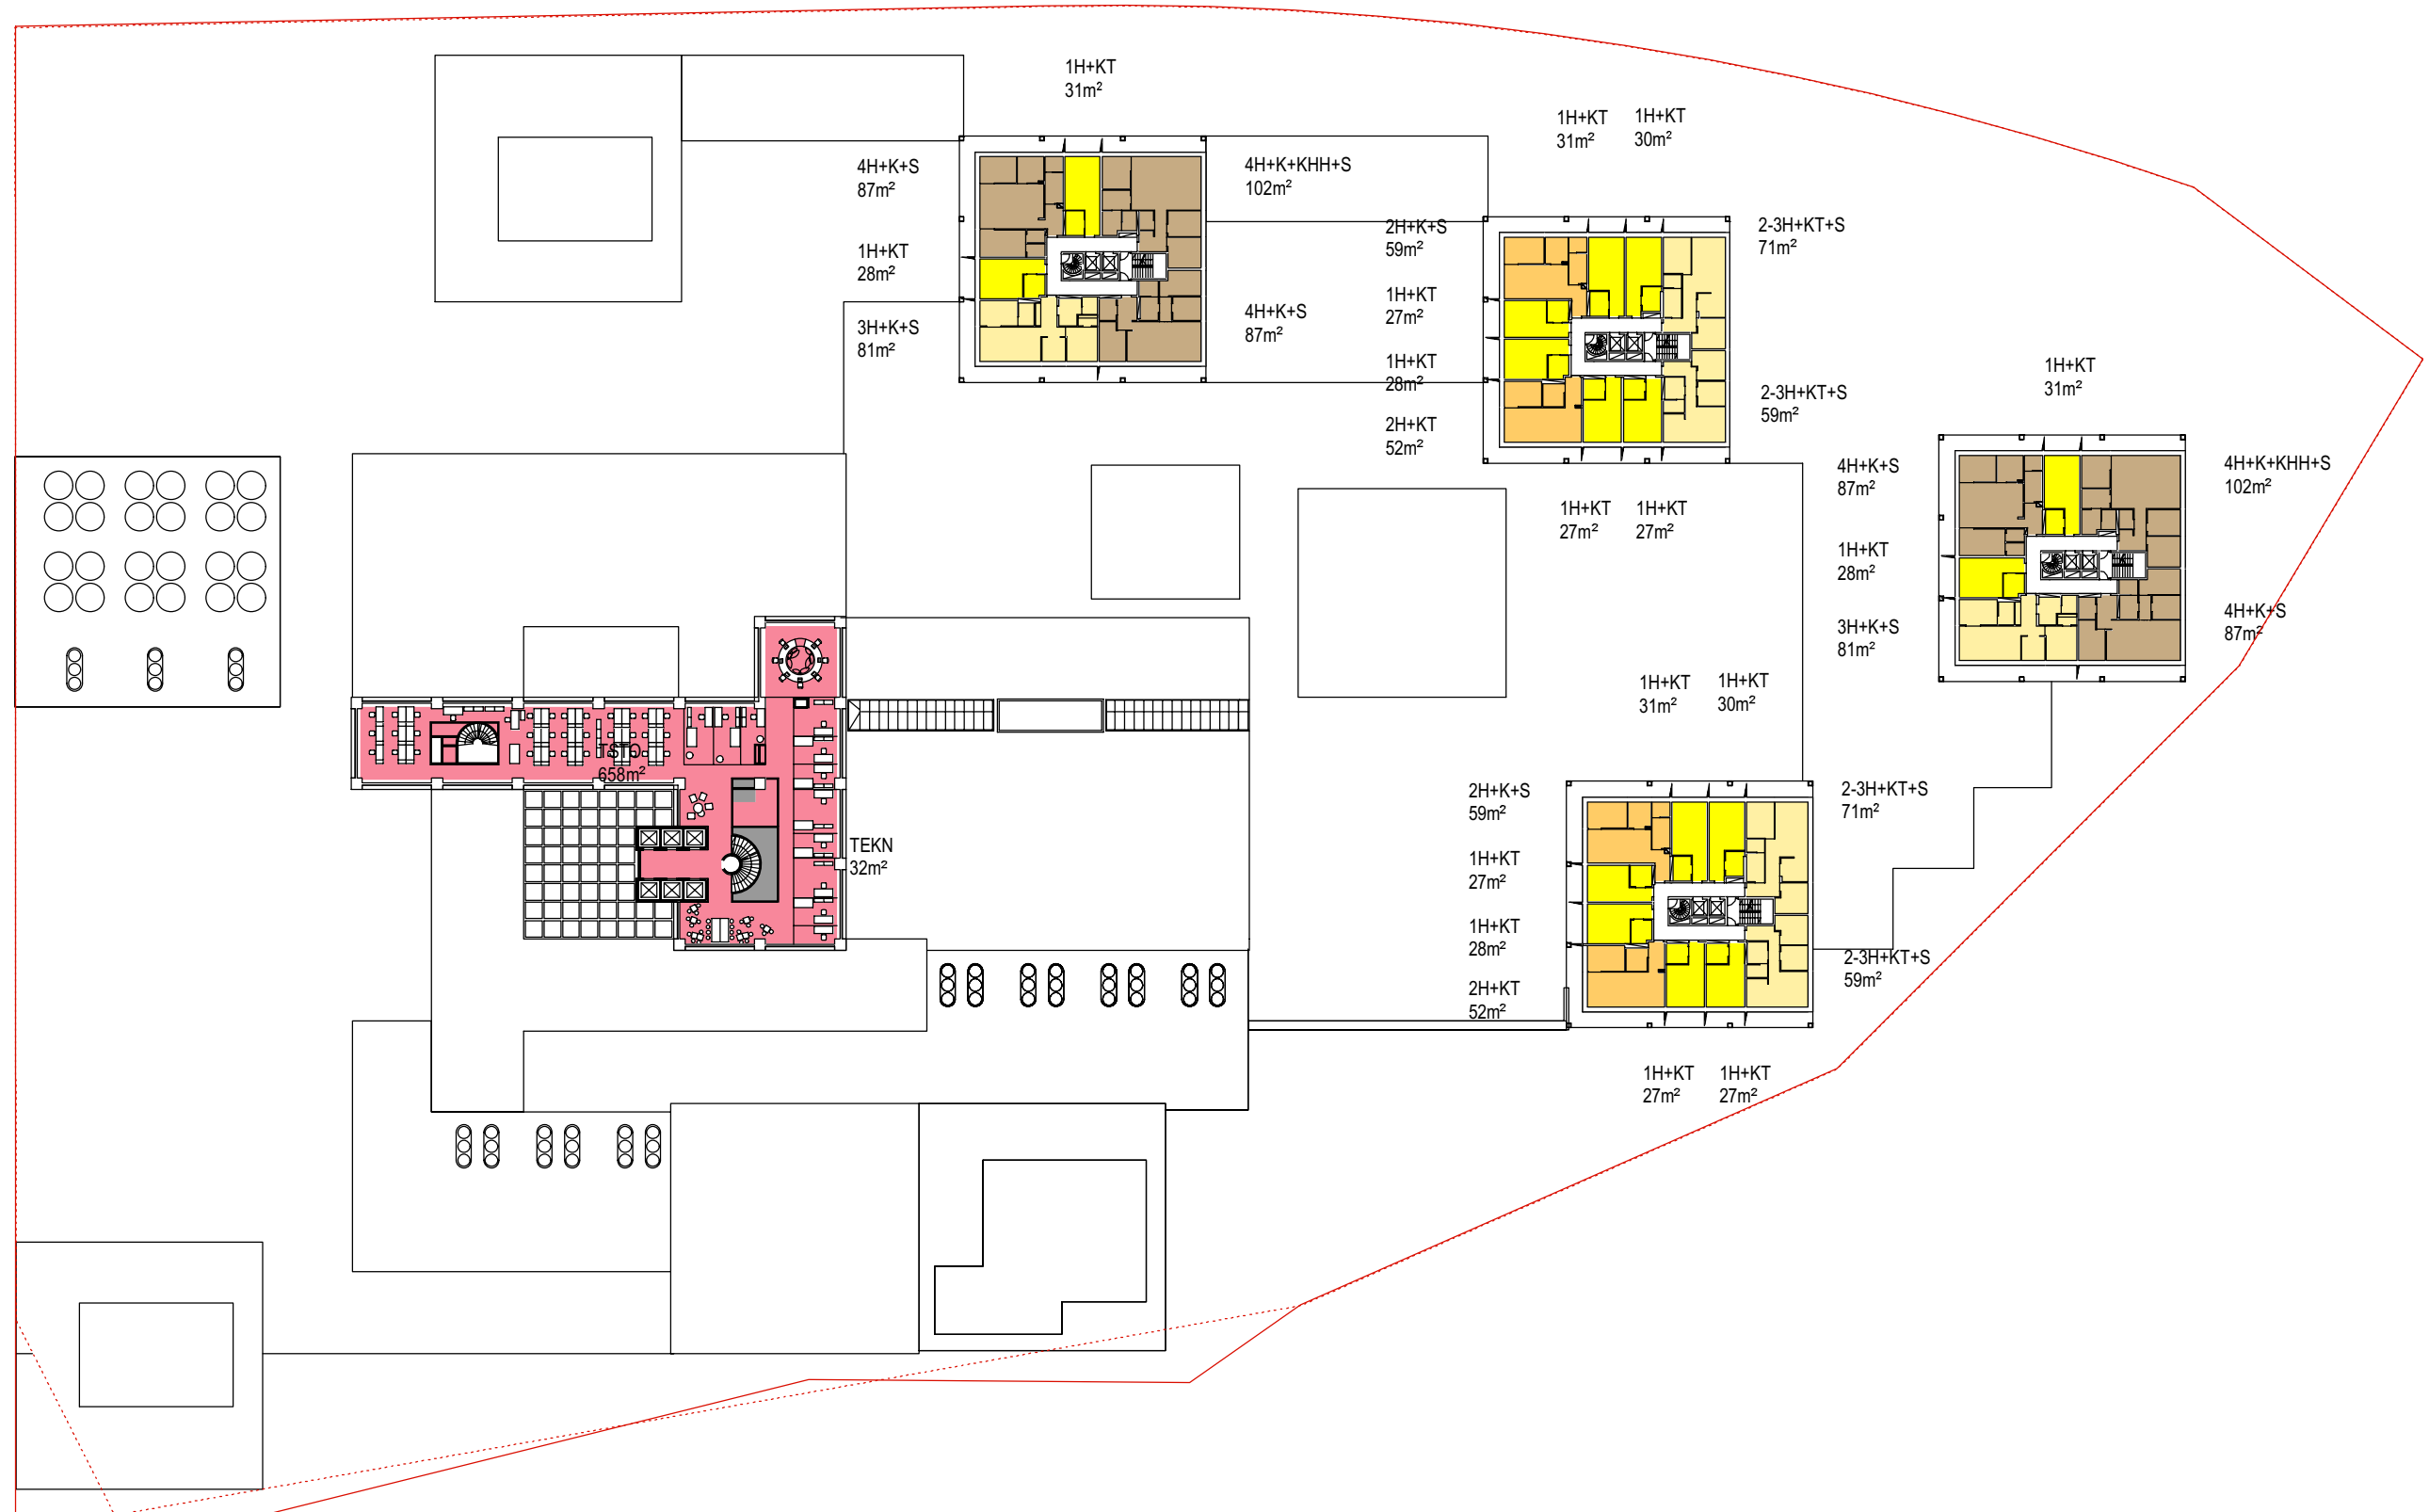 1H+KT
31m²
4H+K+S
87m²
4H+K+KHH+S
102m²
1H+KT
28m²
3H+K+S
81m²
4H+K+S
87m²
1H+KT
31m²
1H+KT
30m²
2H+K+S
59m²
2-3H+KT+S
71m²
1H+KT
27m²
1H+KT
28m²
2H+KT
52m²
2-3H+KT+S
59m²
1H+KT
27m²
1H+KT
27m²
1H+KT
31m²
4H+K+S
87m²
4H+K+KHH+S
102m²
1H+KT
28m²
3H+K+S
81m²
4H+K+S
87m²
TSTO
658m²
TEKN
32m²
1H+KT
31m²
1H+KT
30m²
2H+K+S
59m²
2-3H+KT+S
71m²
1H+KT
27m²
1H+KT
28m²
2H+KT
52m²
2-3H+KT+S
59m²
1H+KT
27m²
1H+KT
27m²